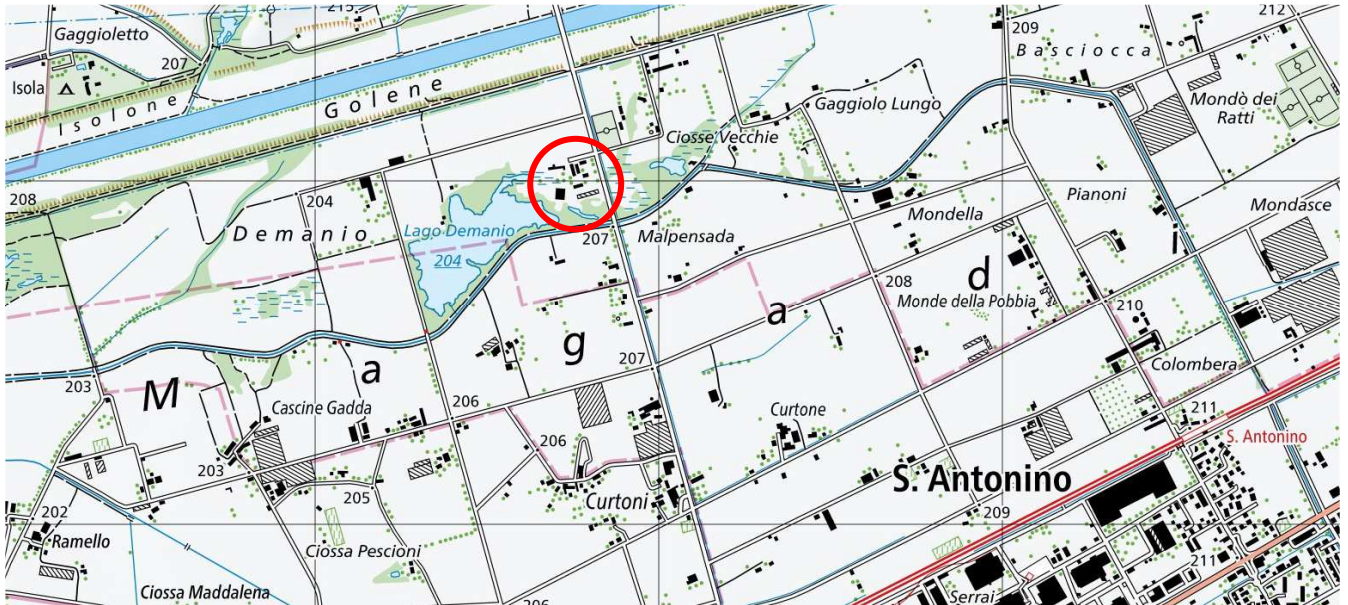 215
212
Gaggioletto
209
207
Basciocca
Isola
Isolone
Golene
Gaggiolo Lungo
Mondò dei
Ratti
Ciosse Vecchie
208
204
Pianoni
Mondasce
Demanio
Lago Demanio
204
207
Malpensada
Mondella
i
d
208
Monde della Pobbia
210
a
g
207
Colombera
203
M
a
206
Cascine Gadda
Curtone
211
S. Antonino
206
203
205
Curtoni
S. Antonino
202
209
Ramello
Ciossa Pescioni
211
Ciossa Maddalena
206
Serrai